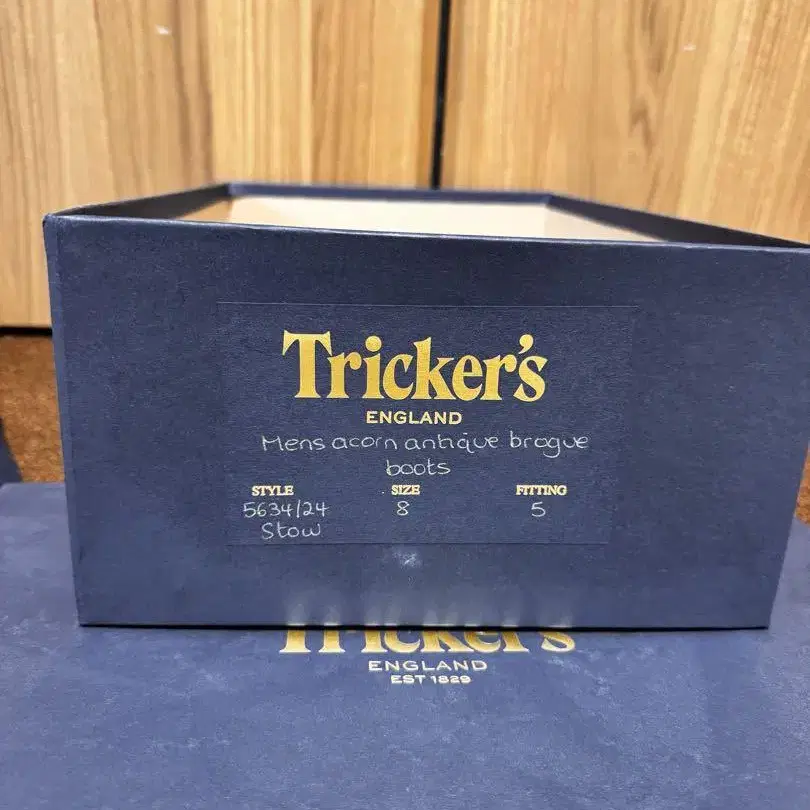 Tricker's
ENGLAND
Mens acorn antique brogue
boots
STYLE SIZE FITTING
5634/24 8 5
Stow
Tricker's
ENGLAND
EST 1829